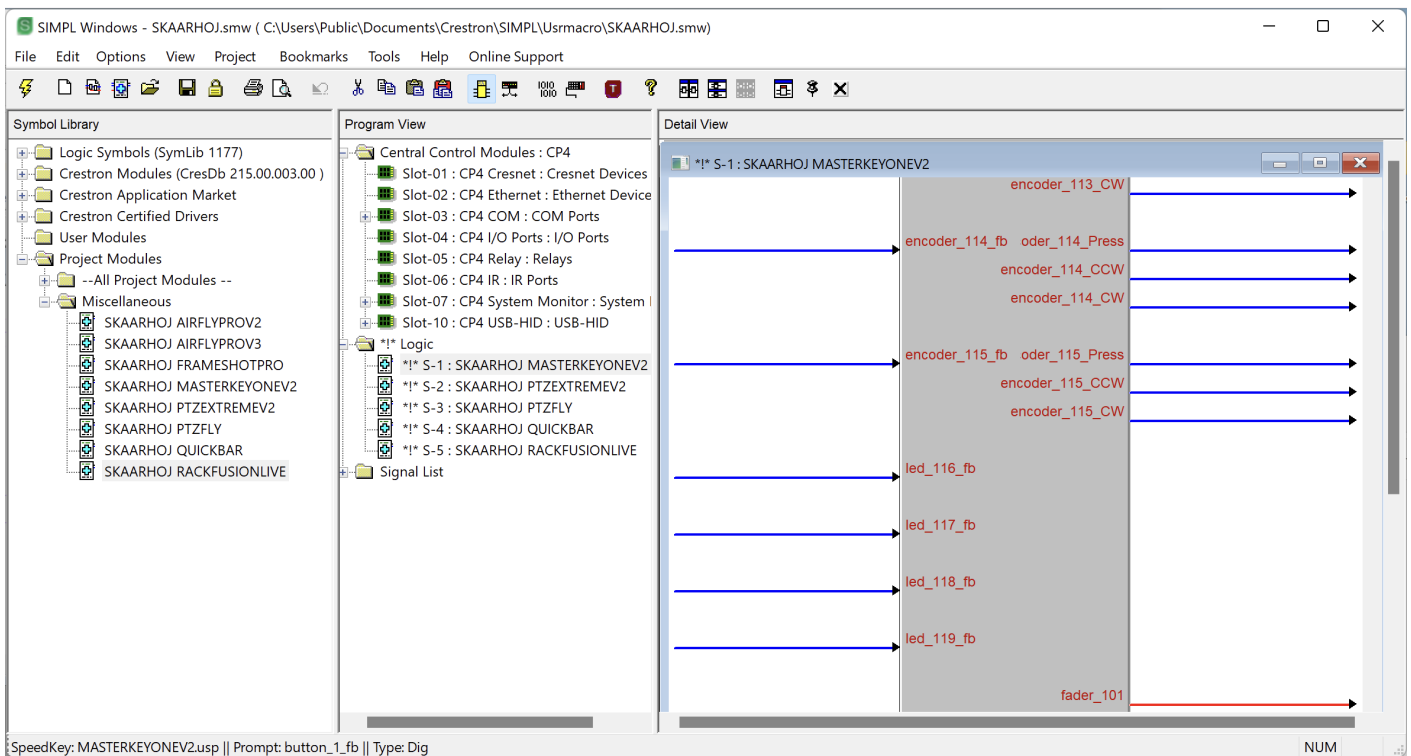 SIMPL Windows - SKAARHOJ.smw ( C:\Users\Public\Documents\Crestron\SIMPL\Usrmacro\SKAARHOJ.smw)
File Edit Options View Project Bookmarks Tools Help Online Support
Symbol Library
Logic Symbols (SymLib 1177)
Crestron Modules (CresDb 215.00.003.00 )
Crestron Application Market
Crestron Certified Drivers
User Modules
Project Modules
--All Project Modules --
Miscellaneous
SKAARHOJ AIRFLYPROV2
SKAARHOJ AIRFLYPROV3
SKAARHOJ FRAMESHOTPRO
SKAARHOJ MASTERKEYONEV2
SKAARHOJ PTZEXTREMEV2
SKAARHOJ PTZFLY
SKAARHOJ QUICKBAR
SKAARHOJ RACKFUSIONLIVE
Program View
Central Control Modules : CP4
Slot-01 : CP4 Cresnet : Cresnet Devices
Slot-02 : CP4 Ethernet : Ethernet Device
Slot-03 : CP4 COM : COM Ports
Slot-04 : CP4 I/O Ports : I/O Ports
Slot-05 : CP4 Relay : Relays
Slot-06 : CP4 IR : IR Ports
Slot-07 : CP4 System Monitor : System
Slot-10 : CP4 USB-HID : USB-HID
*!* Logic
*!* S-1 : SKAARHOJ MASTERKEYONEV2
*!* S-2 : SKAARHOJ PTZEXTREMEV2
*!* S-3 : SKAARHOJ PTZFLY
*!* S-4 : SKAARHOJ QUICKBAR
*!* S-5 : SKAARHOJ RACKFUSIONLIVE
Signal List
Detail View
*!* S-1 : SKAARHOJ MASTERKEYONEV2
encoder_113_CW
encoder_114_fb oder_114_Press
encoder_114_CCW
encoder_114_CW
encoder_115_fb oder_115_Press
encoder_115_CCW
encoder_115_CW
led_116_fb
led_117_fb
led_118_fb
led_119_fb
fader_101
SpeedKey: MASTERKEYONEV2.usp || Prompt: button_1_fb || Type: Dig
NUM